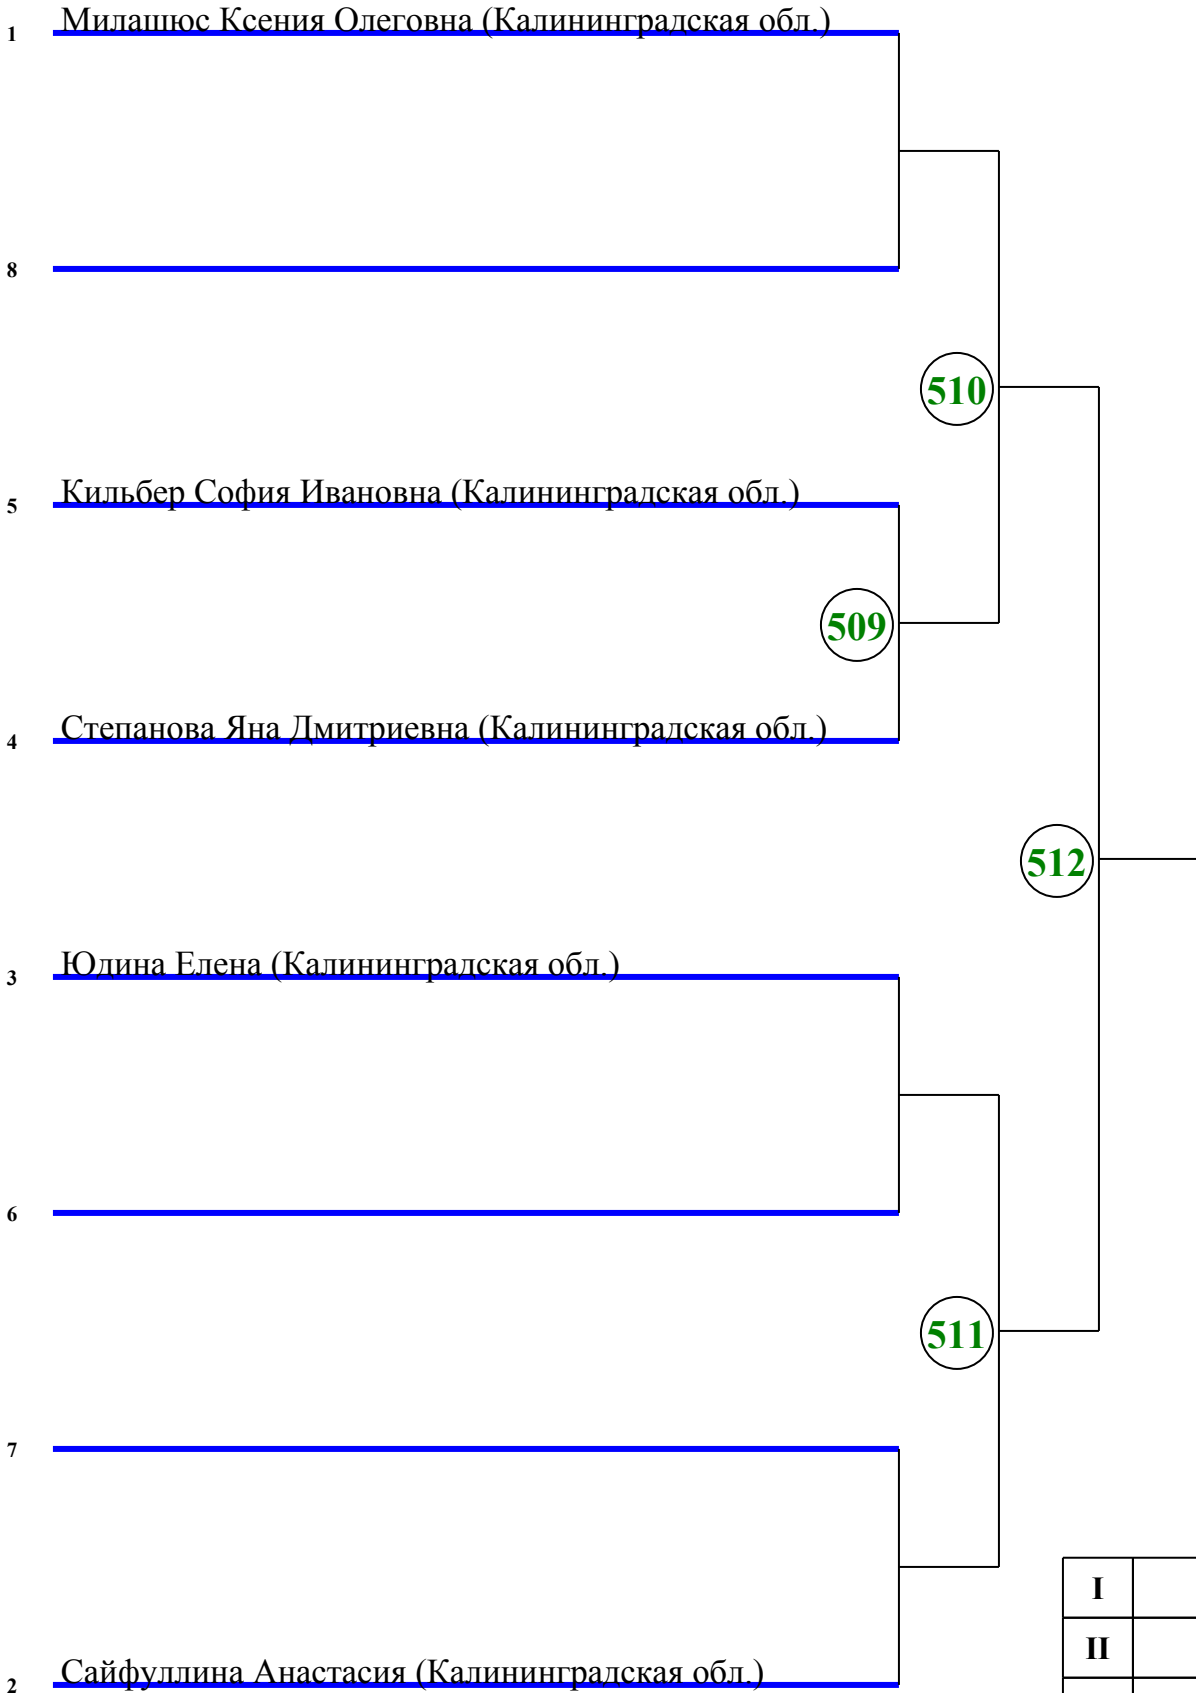 1 Милашюс Ксения Олеговна (Калининградская обл.)
8
510
5 Кильбер София Ивановна (Калининградская обл.)
509
4 Степанова Яна Дмитриевна (Калининградская обл.)
512
3 Юдина Елена (Калининградская обл.)
6
511
7
I
II
2 Сайфуллина Анастасия (Калининградская обл.)